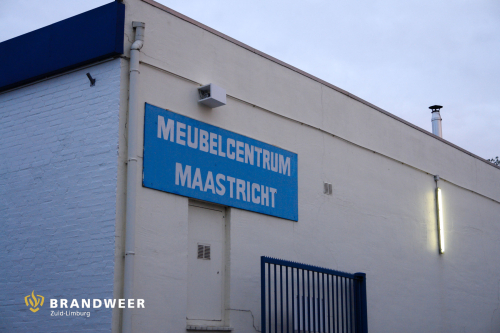 MEUBELCENTRUM
MAASTRICHT
BRANDWEER
Zuid-Limburg